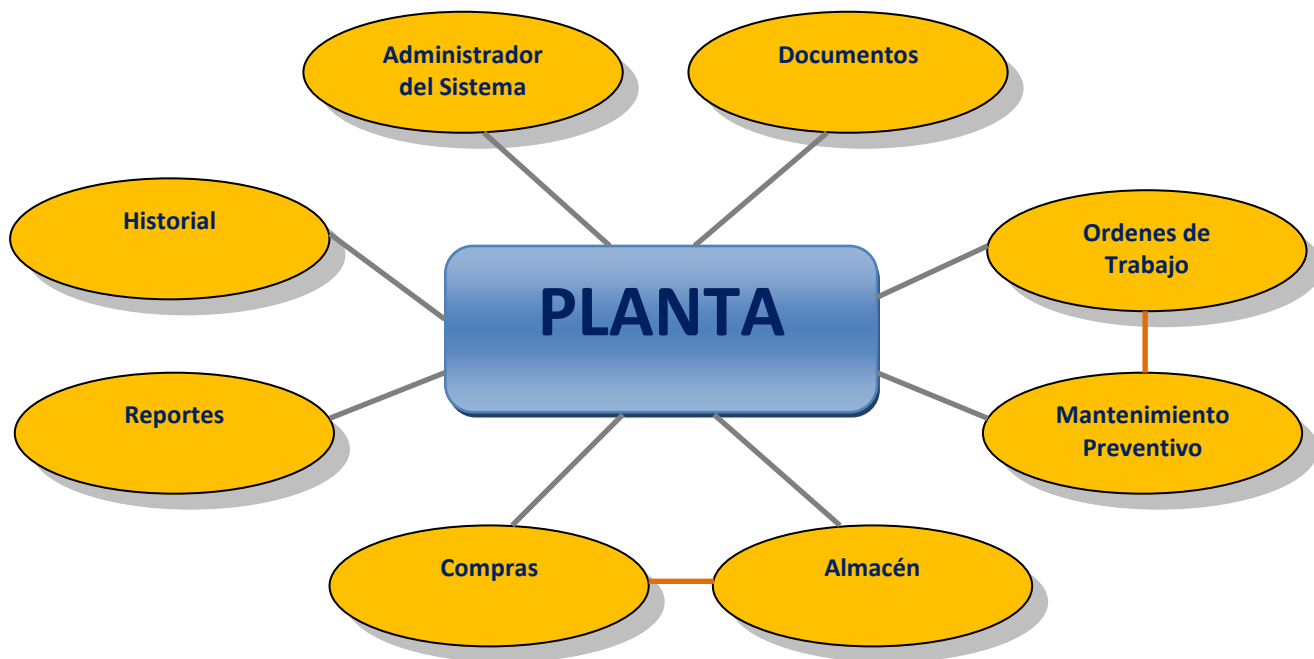 Administrador
del Sistema
Documentos
Historial
Ordenes de
Trabajo
PLANTA
Reportes
Mantenimiento
Preventivo
Compras
Almacén